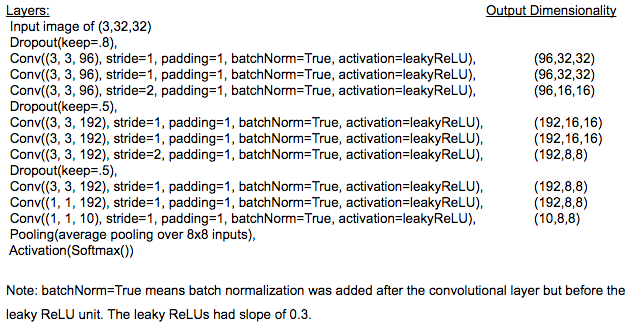 Layers: Output Dimensionality
Input image of (3,32,32)
Dropout(keep=.8),
Conv((3, 3, 96), stride=1, padding=1, batchNorm=True, activation=leakyReLU), (96,32,32)
Conv((3, 3, 96), stride=1, padding=1, batchNorm=True, activation=leakyReLU), (96,32,32)
Conv((3, 3, 96), stride=2, padding=1, batchNorm=True, activation=leakyReLU), (96,16,16)
Dropout(keep=.5),
Conv((3, 3, 192), stride=1, padding=1, batchNorm=True, activation=leakyReLU), (192,16,16)
Conv((3, 3, 192), stride=1, padding=1, batchNorm=True, activation=leakyReLU), (192,16,16)
Conv((3, 3, 192), stride=2, padding=1, batchNorm=True, activation=leakyReLU), (192,8,8)
Dropout(keep=.5),
Conv((3, 3, 192), stride=1, padding=1, batchNorm=True, activation=leakyReLU), (192,8,8)
Conv((1, 1, 192), stride=1, padding=1, batchNorm=True, activation=leakyReLU), (192,8,8)
Conv((1, 1, 10), stride=1, padding=1, batchNorm=True, activation=leakyReLU), (10,8,8)
Pooling(average pooling over 8x8 inputs),
Activation(Softmax())
Note: batchNorm=True means batch normalization was added after the convolutional layer but before the
leaky ReLU unit. The leaky ReLUs had slope of 0.3.